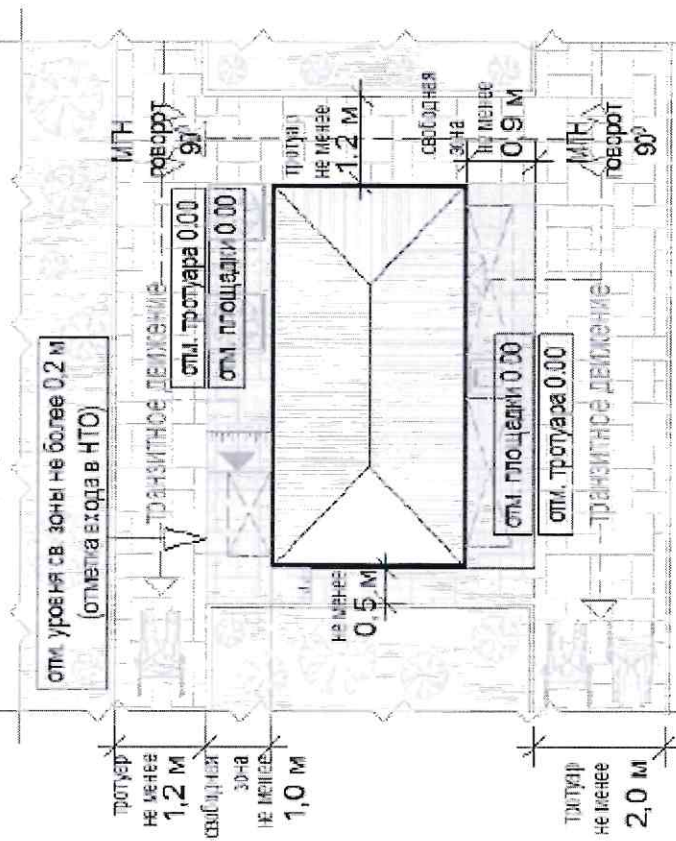 отм. уровня св. зоны не более 0.2 м
(отметка входа в НТО)
тротуар
не менее
1,2 м
свободная
зона
не менее
1,0 м
транзитное движение
МГН
поворот
90⁰
отм. тротуара 0.00
отм. площадки 0.00
тротуар
не менее
1.2 м
свободная
зона
не менее
0.9 м
не менее
0,5 м
отм. площадки 0.00
отм. тротуара 0.00
транзитное движение
МГН
поворот
90⁰
тротуар
не менее
2,0 м